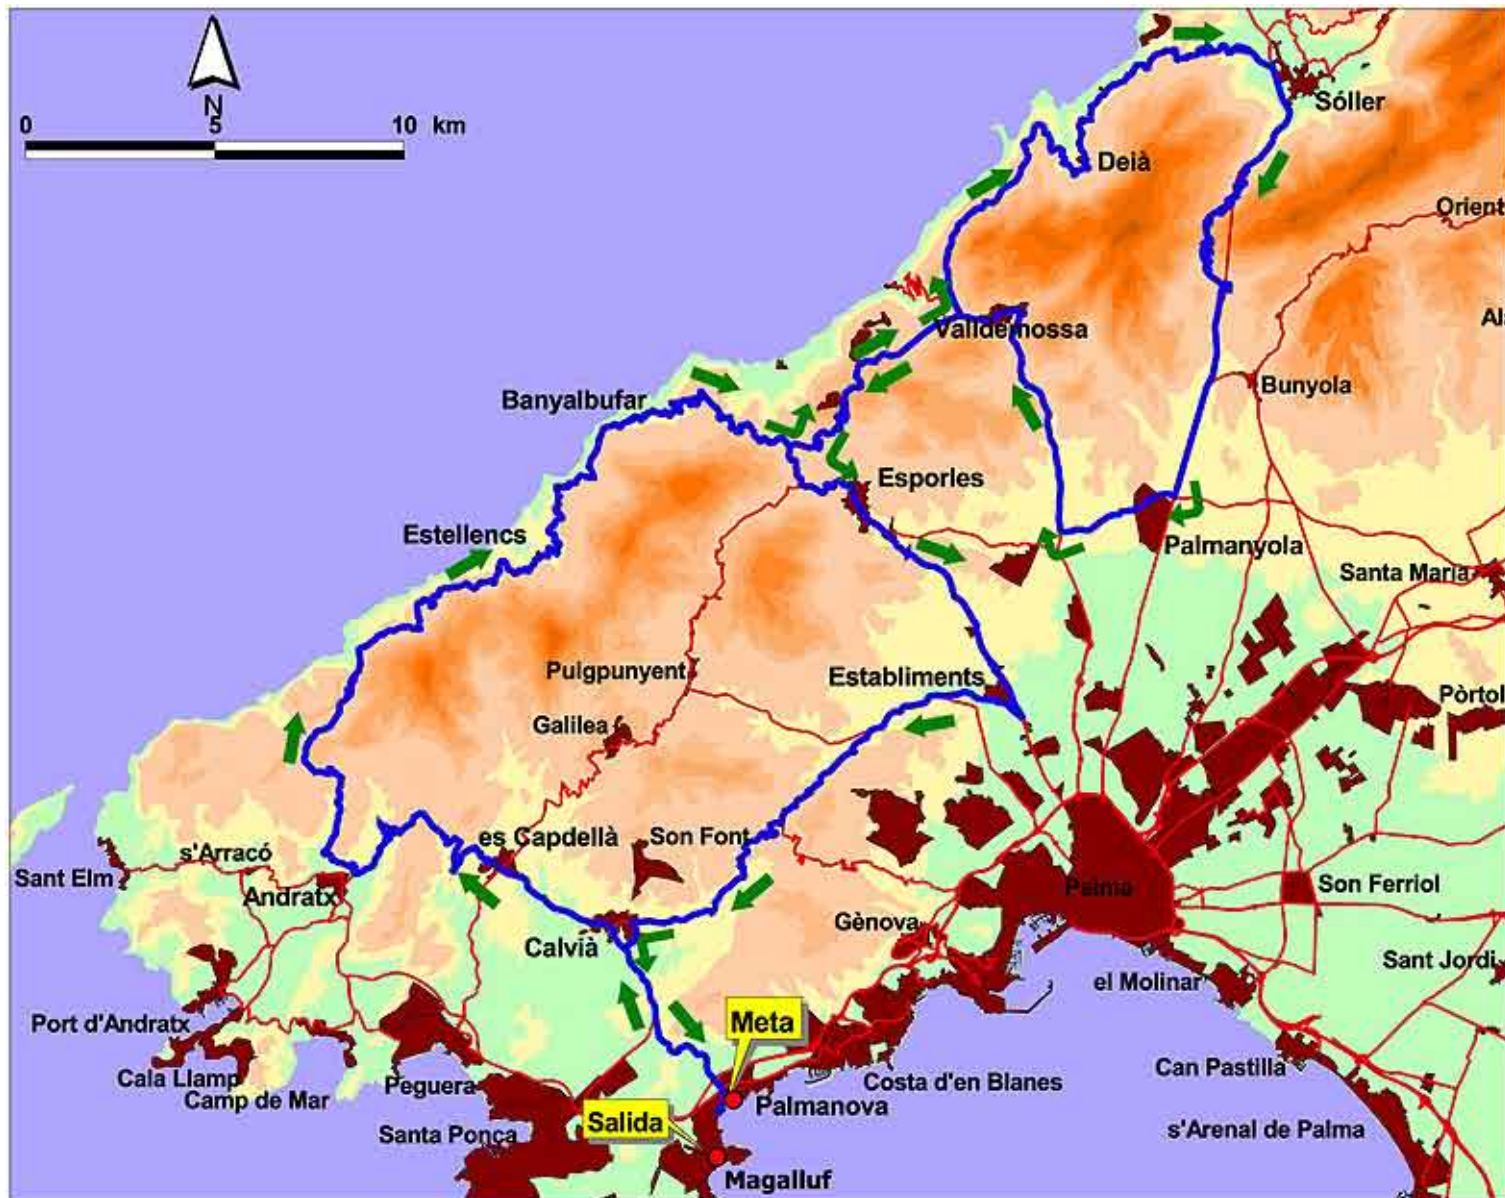 N
0 5 10 km
Sóller
Deià
Orient
Valldemossa
Bunyola
Banyalbufar
Esporles
Estellencs
Palmanyola
Santa Maria
Puigpunyent
Establiments
Pòrtol
Galilea
es Capdellà
Son Font
s'Arracó
Sant Elm
Andratx
Palma
Son Ferriol
Gènova
Calvià
Sant Jordi
el Molinar
Port d'Andratx
Meta
Can Pastilla
Cala Llamp
Peguera
Costa d'en Blanes
Camp de Mar
Palmanova
Salida
Santa Ponça
s'Arenal de Palma
Magalluf